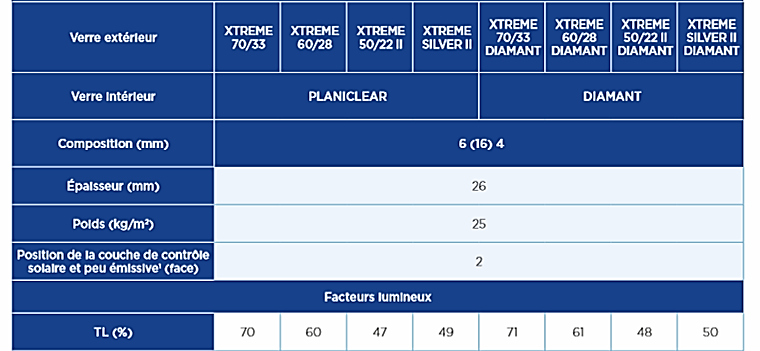 Verre extérieur XTREME 70/33 XTREME 60/28 XTREME 50/22 II XTREME SILVER II XTREME 70/33 DIAMANT XTREME 60/28 DIAMANT XTREME 50/22 II DIAMANT XTREME SILVER II DIAMANT
Verre intérieur PLANICLEAR DIAMANT
Composition (mm) 6 (16) 4
Épaisseur (mm) 26
Poids (kg/m²) 25
Position de la couche de contrôle
solaire et peu émissive¹ (face) 2
Facteurs lumineux
TL (%) 70 60 47 49 71 61 48 50